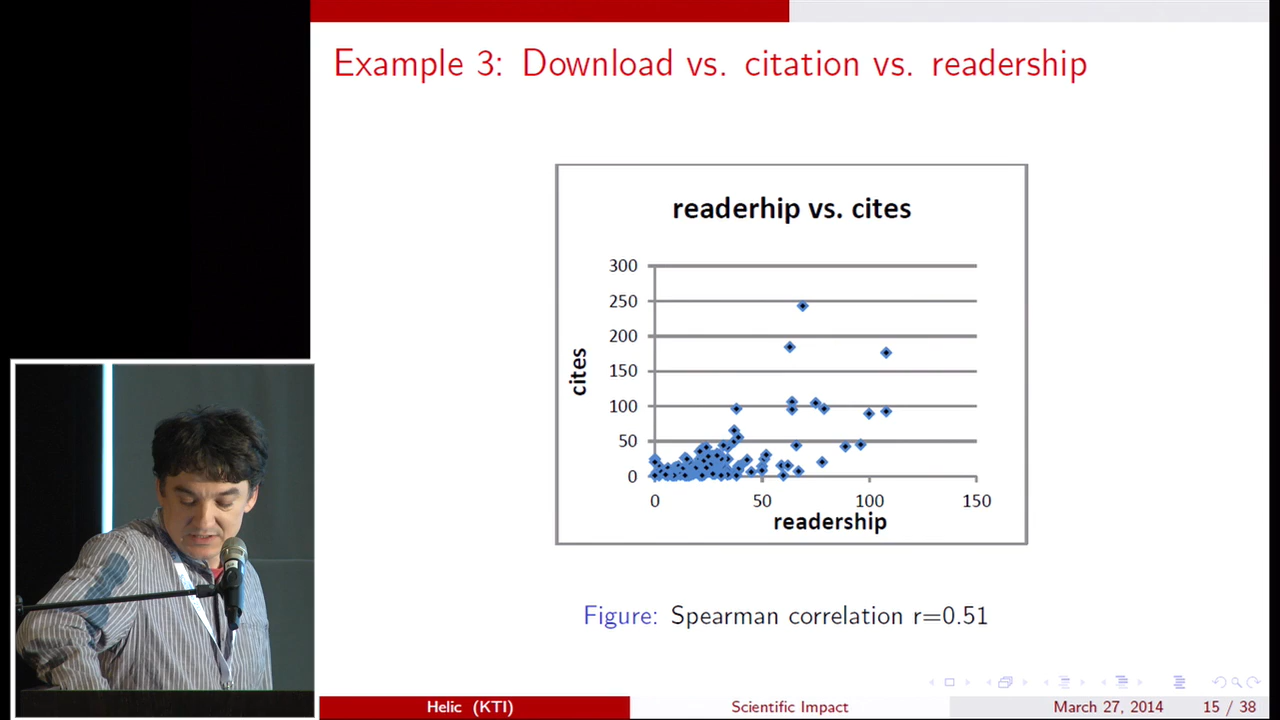 Example 3: Download vs. citation vs. readership
readerhip vs. cites
300
250
200
150
100
50
0
cites
0 50 100 150
readership
Figure: Spearman correlation r=0.51
Helic (KTI) Scientific Impact March 27, 2014 15 / 38